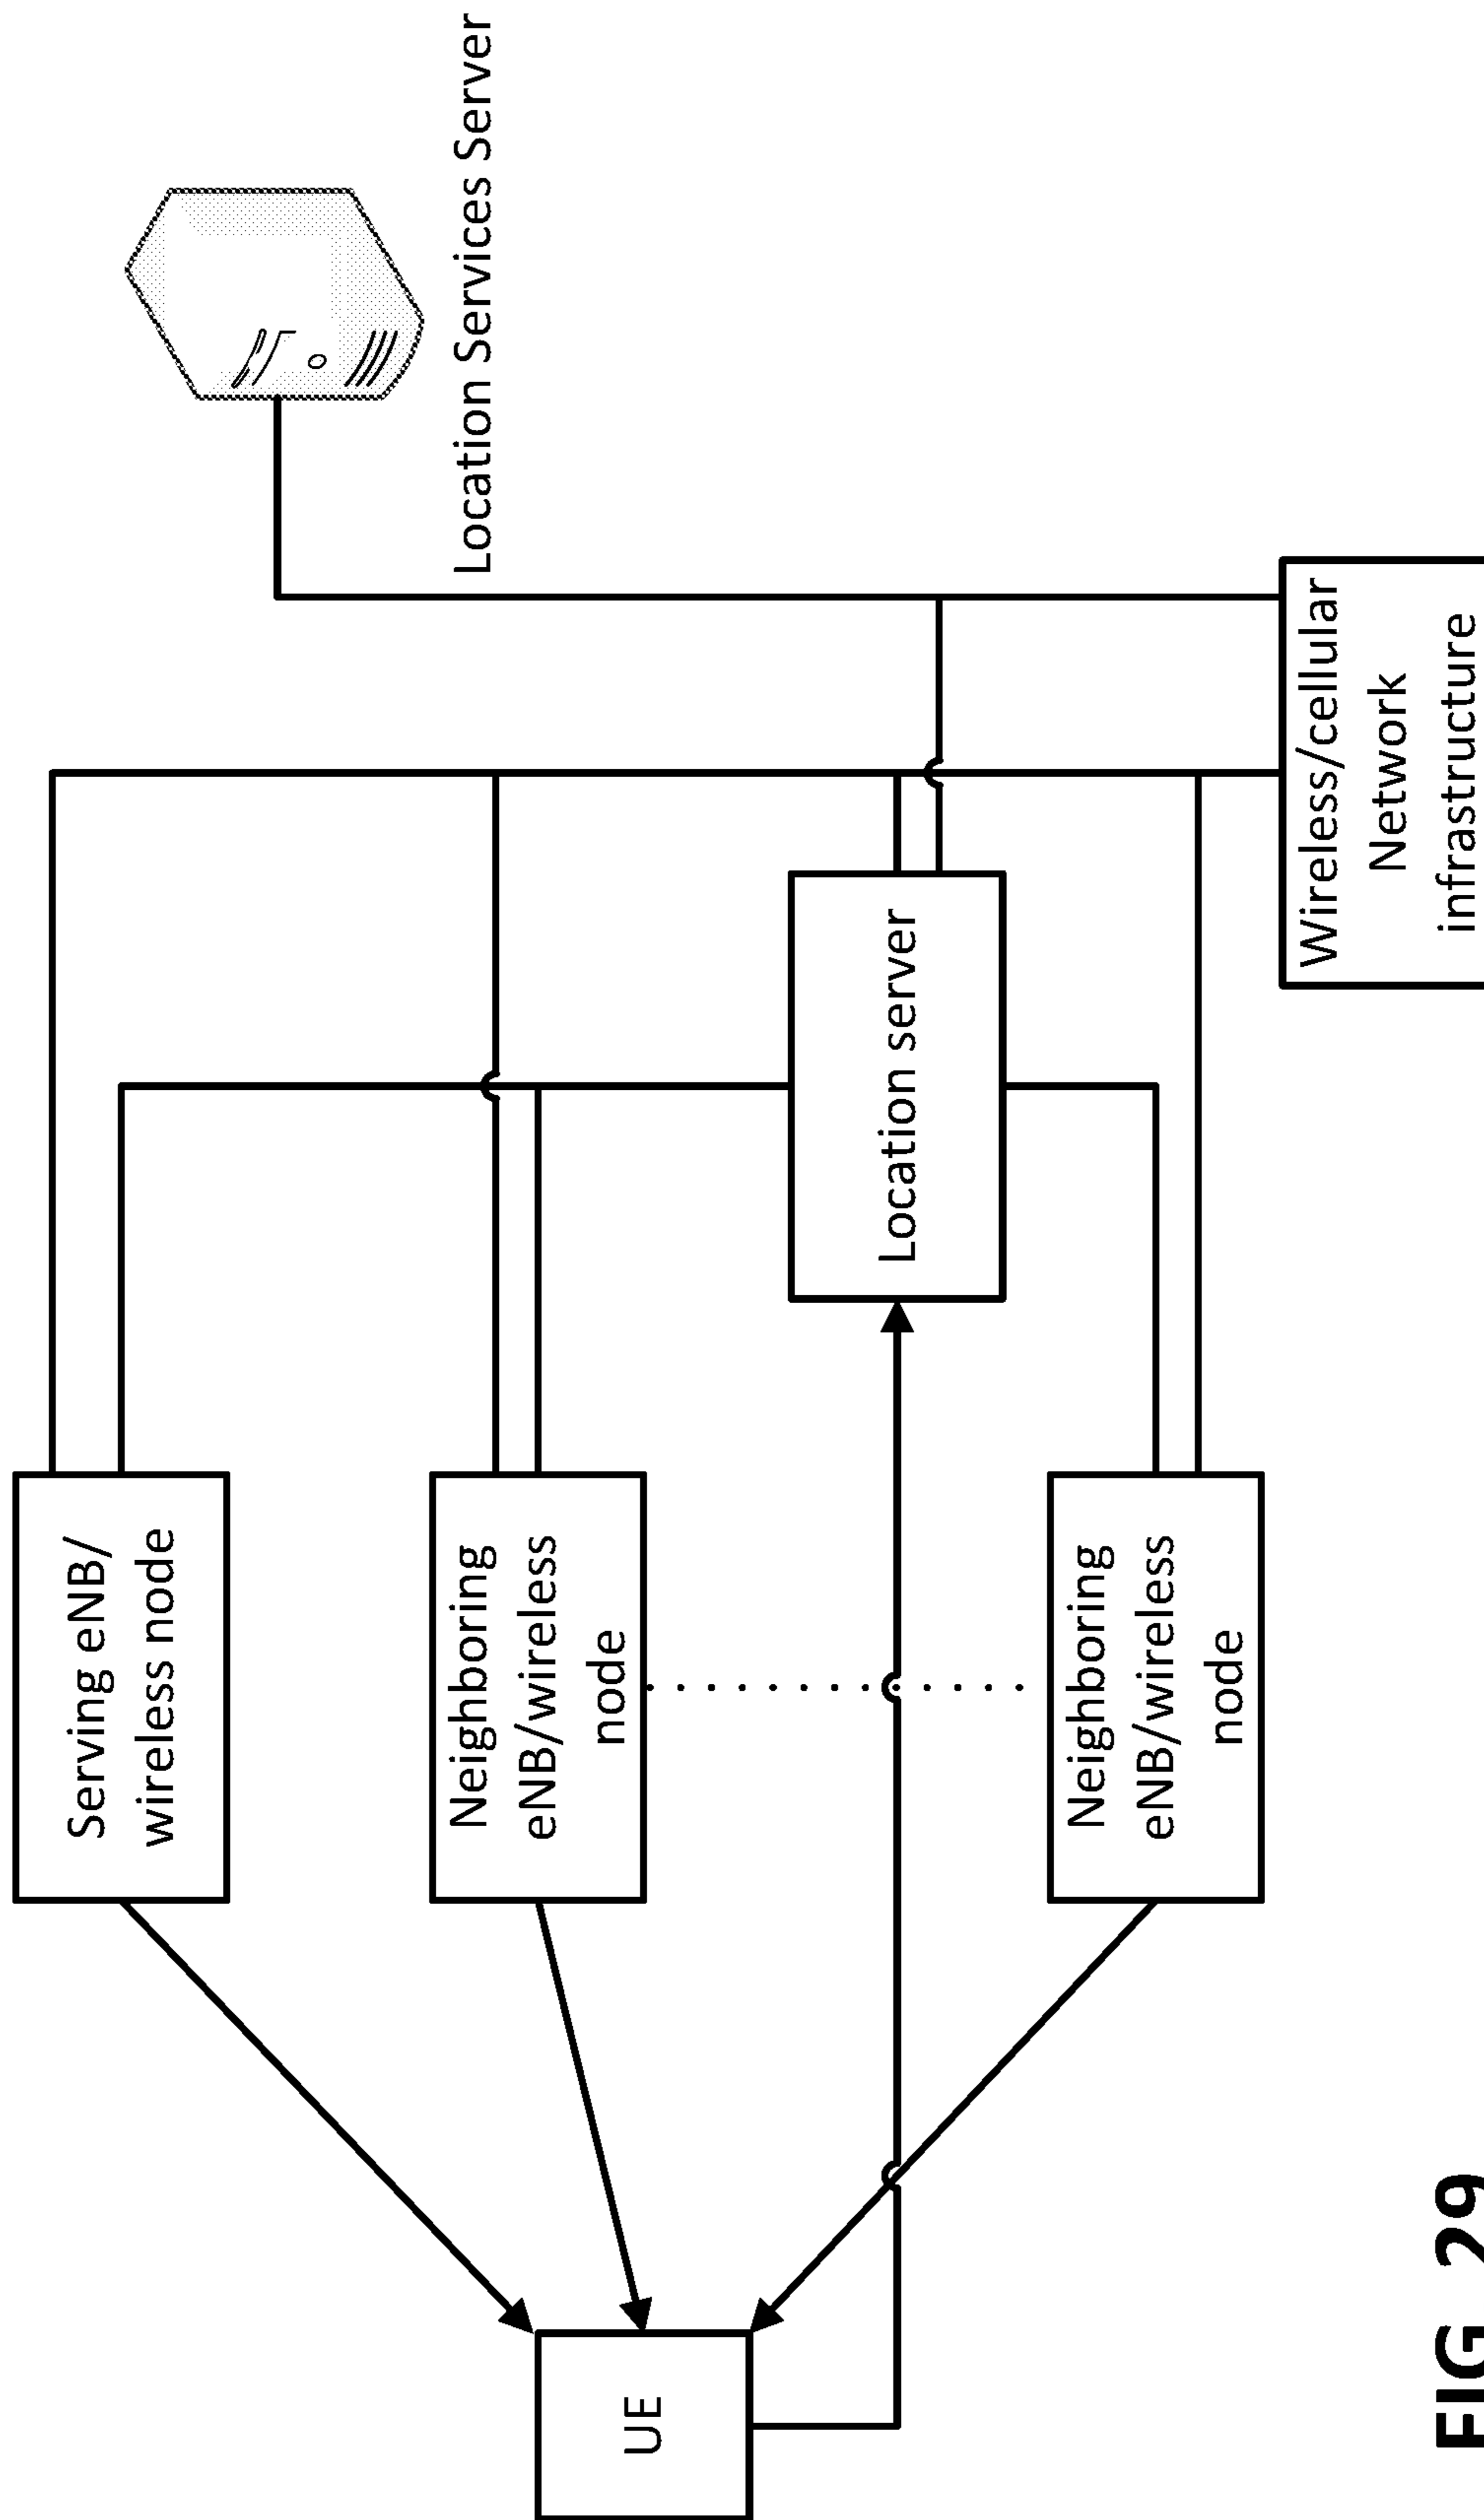 Serving eNB/
wireless node
Location Services Server
Neighboring
eNB/wireless
node
UE
Location server
Neighboring
eNB/wireless
node
Wireless/cellular
Network
infrastructure
FIG. 29